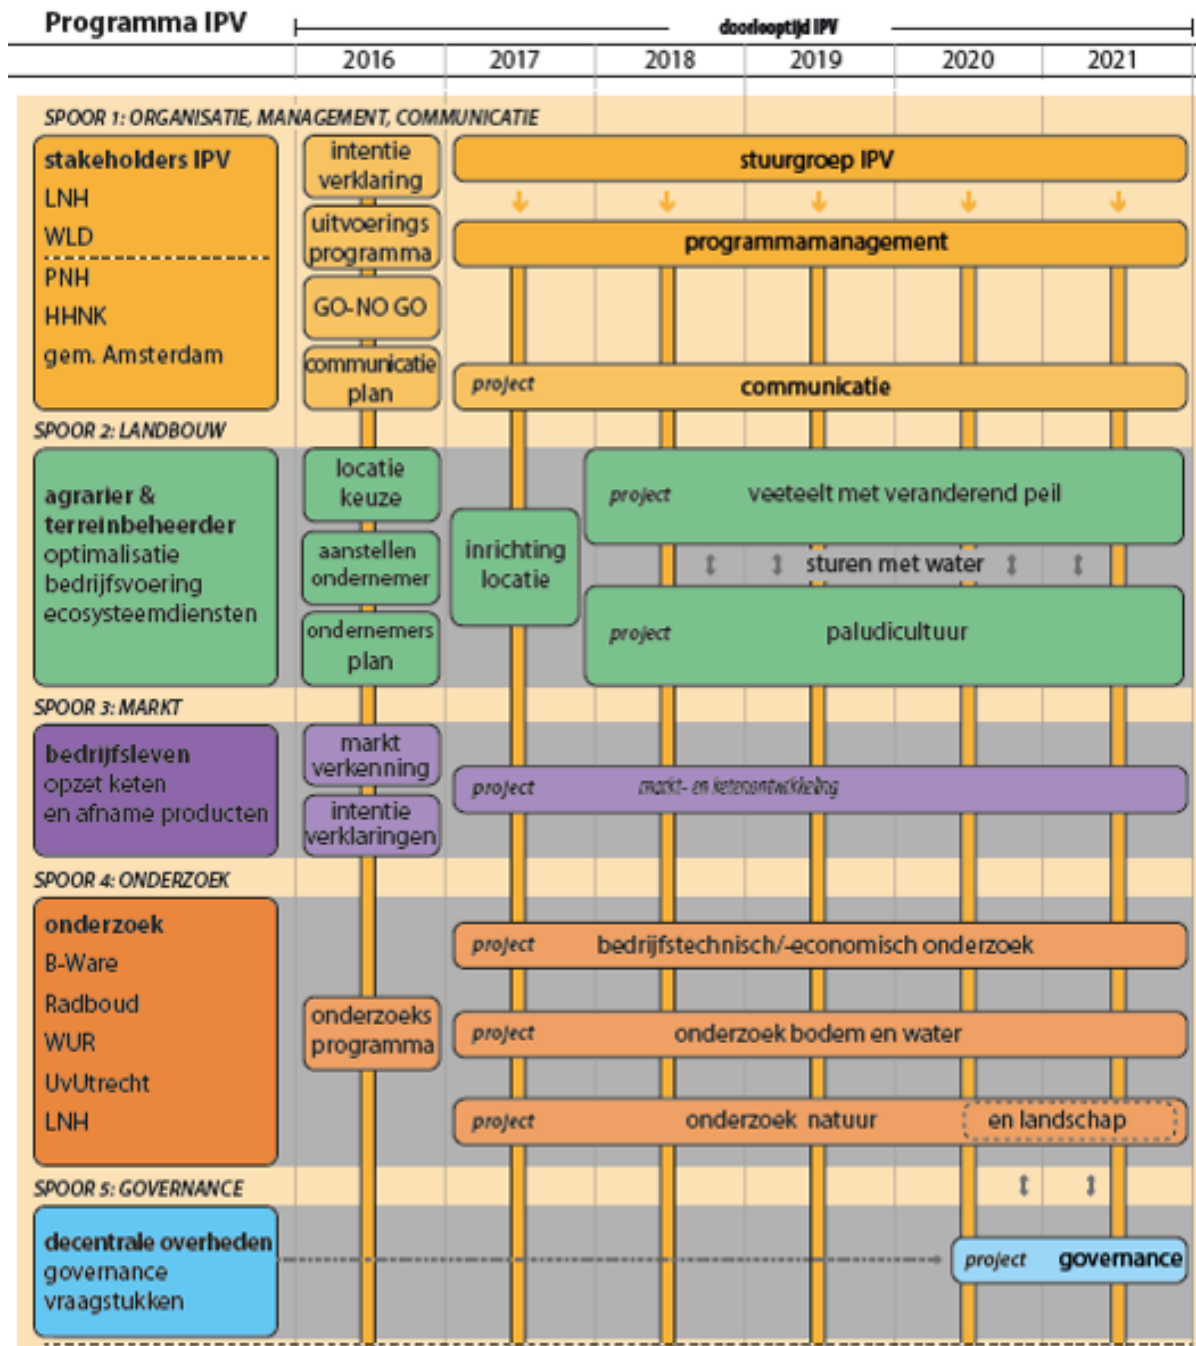 Programma IPV
doorlooptijd IPV
2016 2017 2018 2019 2020 2021
SPOOR 1: ORGANISATIE, MANAGEMENT, COMMUNICATIE
stakeholders IPV
LNH
WLD
PNH
HHNK
gem. Amsterdam
intentie
verklaring
uitvoerings
programma
GO-NO GO
communicatie
plan
stuurgroep IPV
programmamanagement
project communicatie
SPOOR 2: LANDBOUW
agrarier &
terreinbeheerder
optimalisatie
bedrijfsvoering
ecosysteemdiensten
locatie
keuze
aanstellen
ondernemer
ondernemers
plan
inrichting
locatie
project veeteelt met veranderend peil
sturen met water
project paludicultuur
SPOOR 3: MARKT
bedrijfsleven
opzet keten
en afname producten
markt
verkenning
intentie
verklaringen
project markt- en ketenontwikkeling
SPOOR 4: ONDERZOEK
onderzoek
B-Ware
Radboud
WUR
UvUtrecht
LNH
onderzoeks
programma
project bedrijfstechnisch/-economisch onderzoek
project onderzoek bodem en water
project onderzoek natuur en landschap
SPOOR 5: GOVERNANCE
decentrale overheden
governance
vraagstukken
project governance